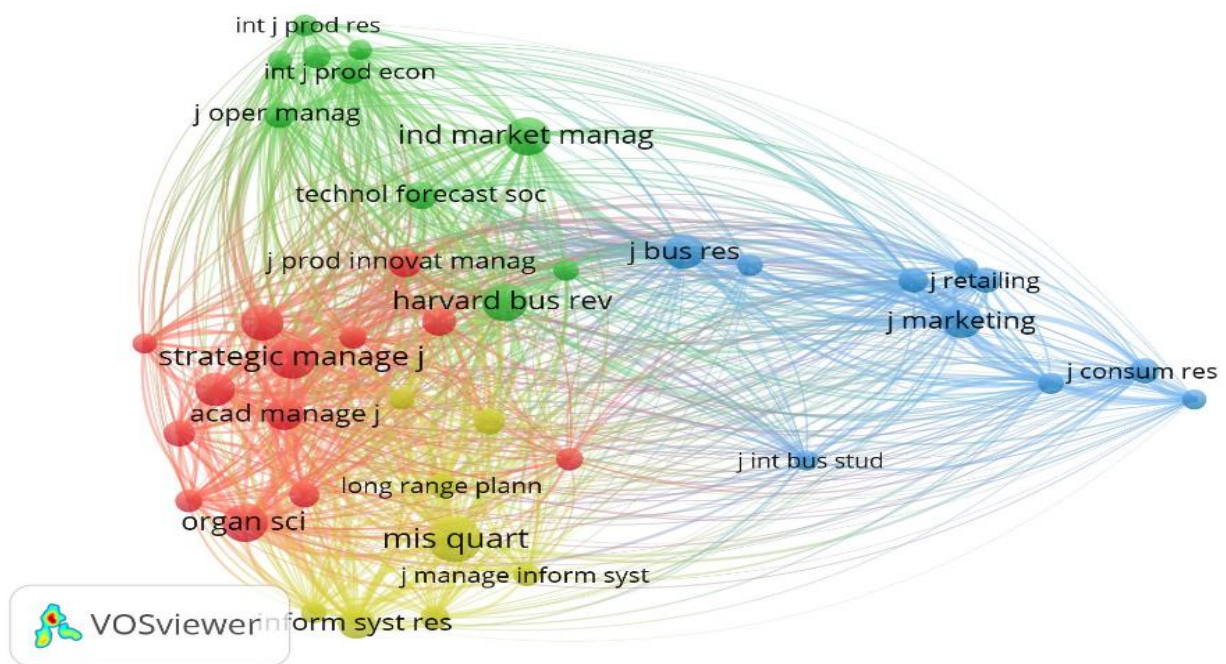 int j prod res
int j prod econ
j oper manag
ind market manag
technol forecast soc
j prod innovat manag
j bus res
j retailing
harvard bus rev
j marketing
strategic manage j
j consum res
acad manage j
j int bus stud
long range plann
organ sci
mis quart
j manage inform syst
inform syst res
VOSviewer